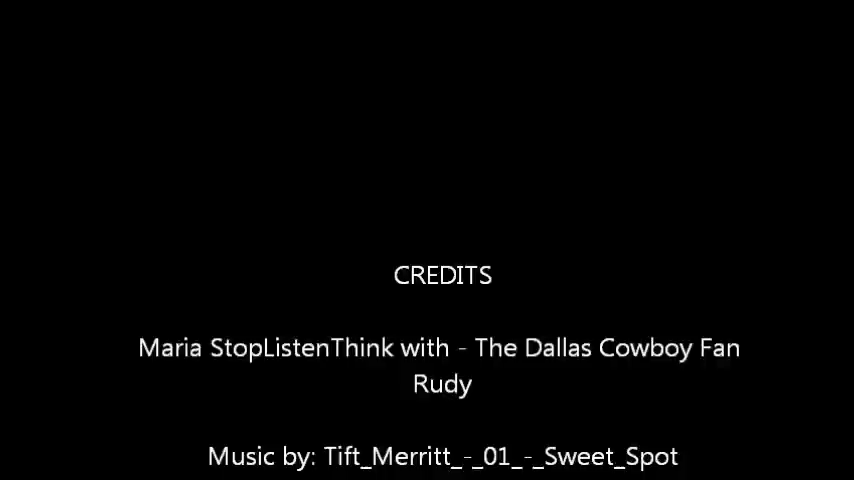 CREDITS
Maria StopListenThink with - The Dallas Cowboy Fan
Rudy
Music by: Tift_Merritt_-_01_-_Sweet_Spot